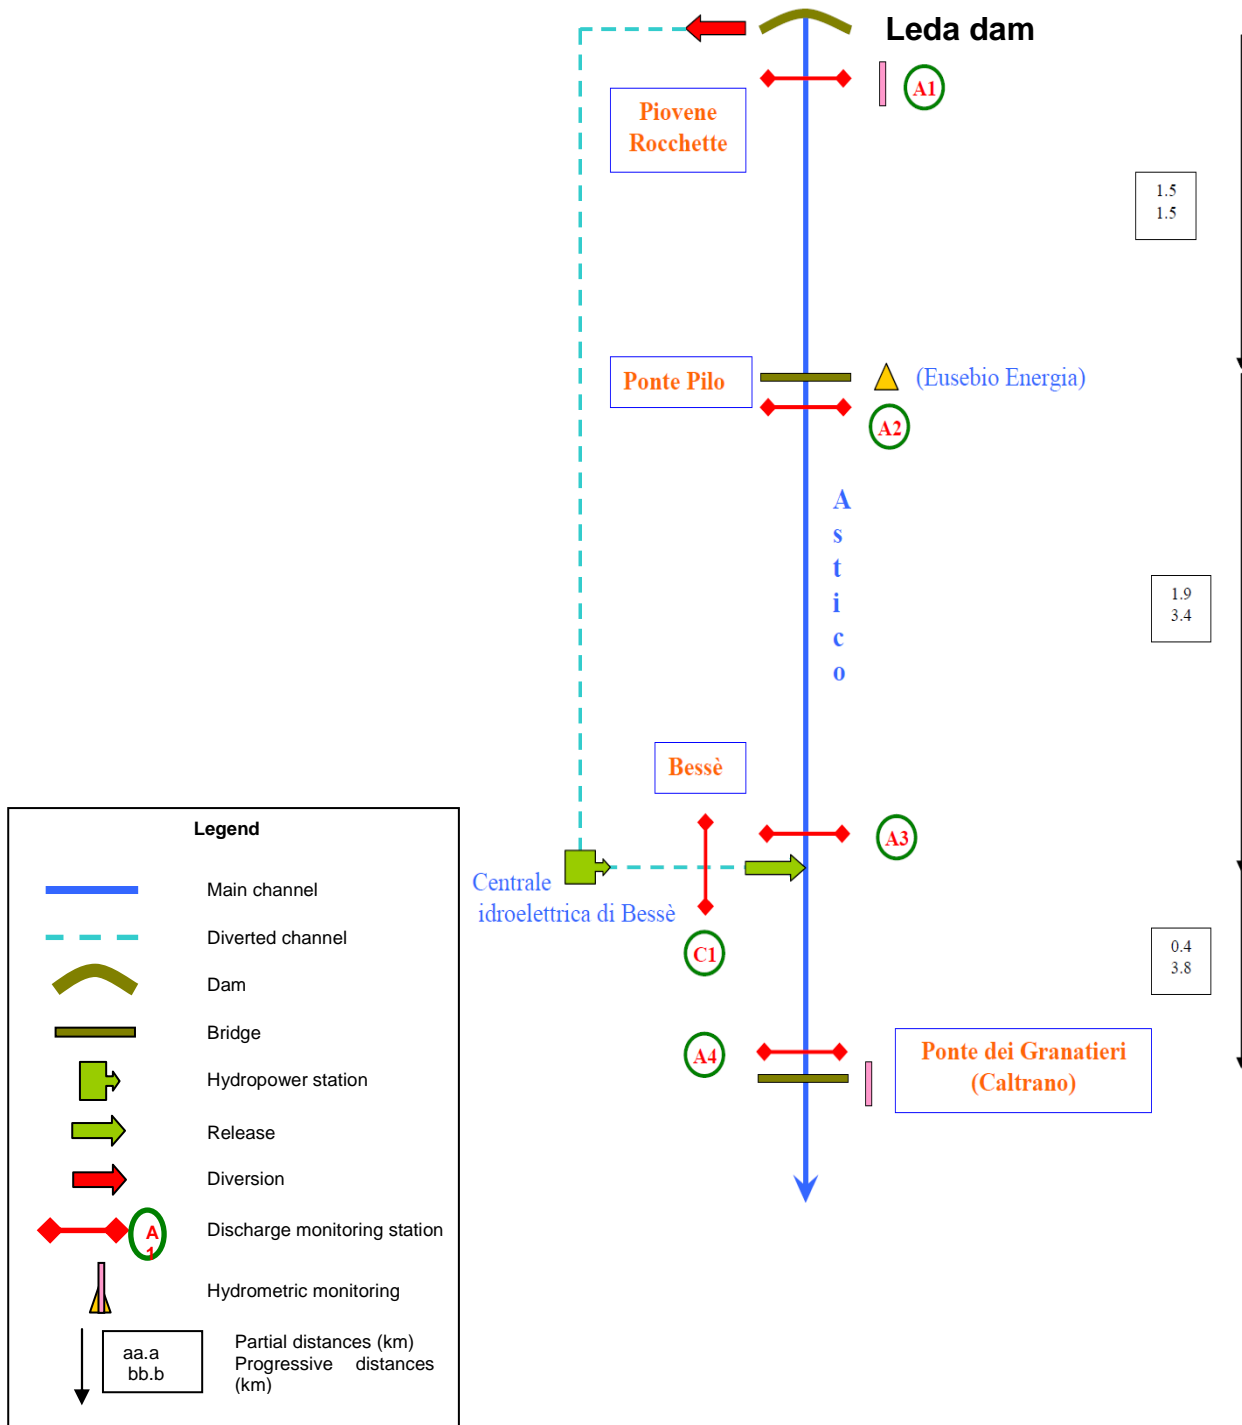 Leda dam
A1
Piovene
Rocchette
1.5
1.5
Ponte Pilo
(Eusebio Energia)
A2
A
s
t
i
c
o
1.9
3.4
Bessè
A3
Centrale
idroelettrica di Bessè
C1
0.4
3.8
A4
Ponte dei Granatieri
(Caltrano)
Legend
Main channel
Diverted channel
Dam
Bridge
Hydropower station
Release
Diversion
A
1
Discharge monitoring station
Hydrometric monitoring
aa.a
bb.b
Partial distances (km)
Progressive distances
(km)